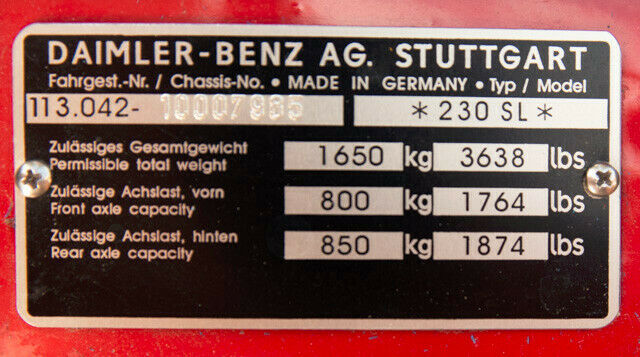 DAIMLER-BENZ AG. STUTTGART
Fahrgest.-Nr. / Chassis-No. • MADE IN GERMANY • Typ / Model
113.042- 10007985 * 230 SL *
Zulässiges Gesamtgewicht
Permissible total weight
1650 kg 3638 lbs
Zulässige Achslast, vorn
Front axle capacity
800 kg 1764 lbs
Zulässige Achslast, hinten
Rear axle capacity
850 kg 1874 lbs